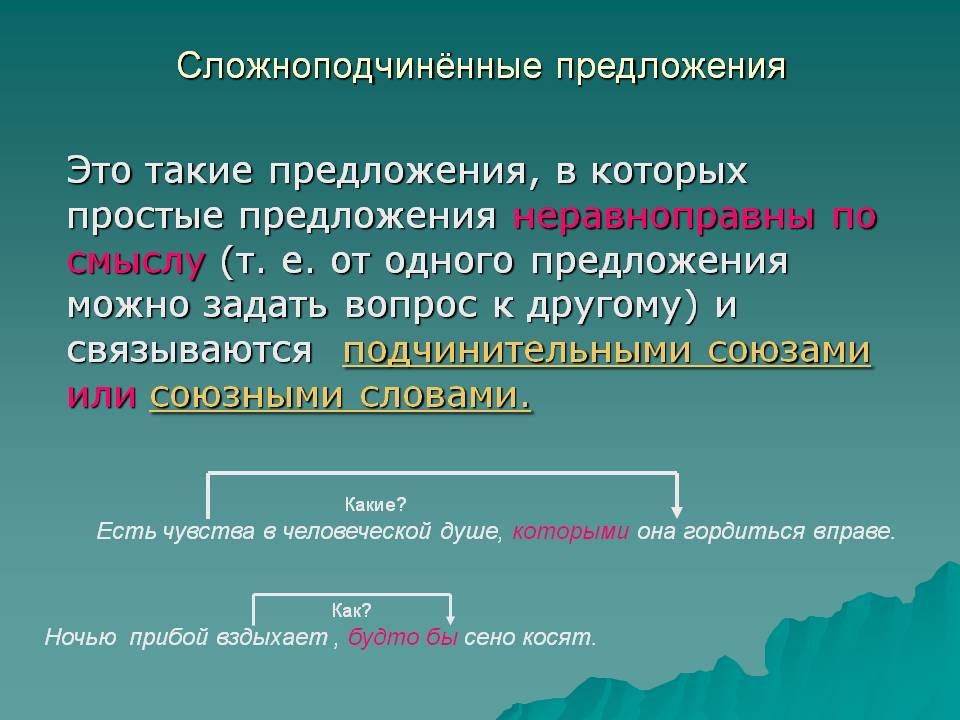 Сложноподчинённые предложения
Это такие предложения, в которых
простые предложения неравноправны по
смыслу (т. е. от одного предложения
можно задать вопрос к другому) и
связываются подчинительными союзами
или союзными словами.
Какие?
Есть чувства в человеческой душе, которыми она гордиться вправе.
Как?
Ночью прибой вздыхает , будто бы сено косят.